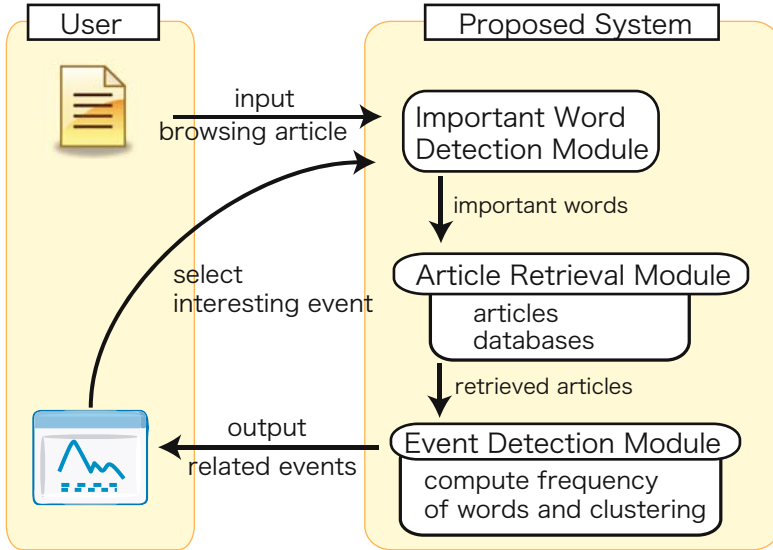 User
Proposed System
input
browsing article
Important Word
Detection Module
important words
select
interesting event
Article Retrieval Module
articles
databases
retrieved articles
output
related events
Event Detection Module
compute frequency
of words and clustering